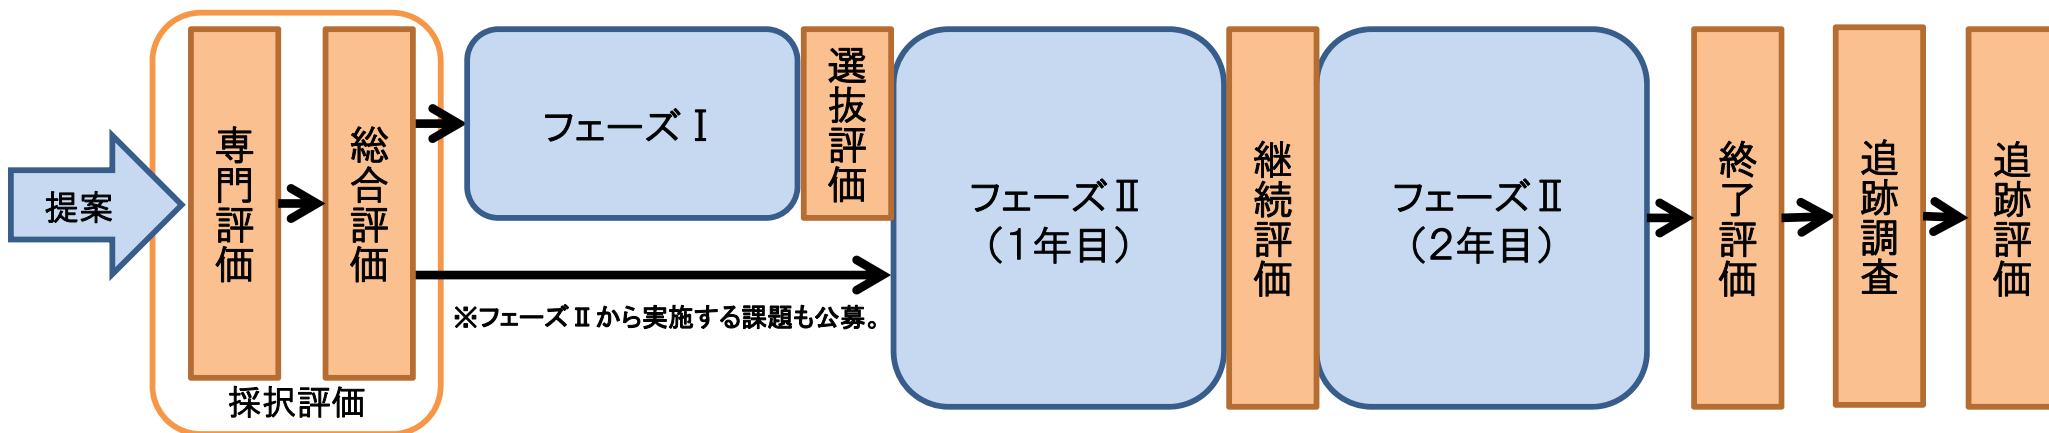 提案
専門評価
総合評価
採択評価
フェーズⅠ
選抜評価
※フェーズⅡから実施する課題も公募。
フェーズⅡ
（1年目）
継続評価
フェーズⅡ
（2年目）
終了評価
追跡調査
追跡評価